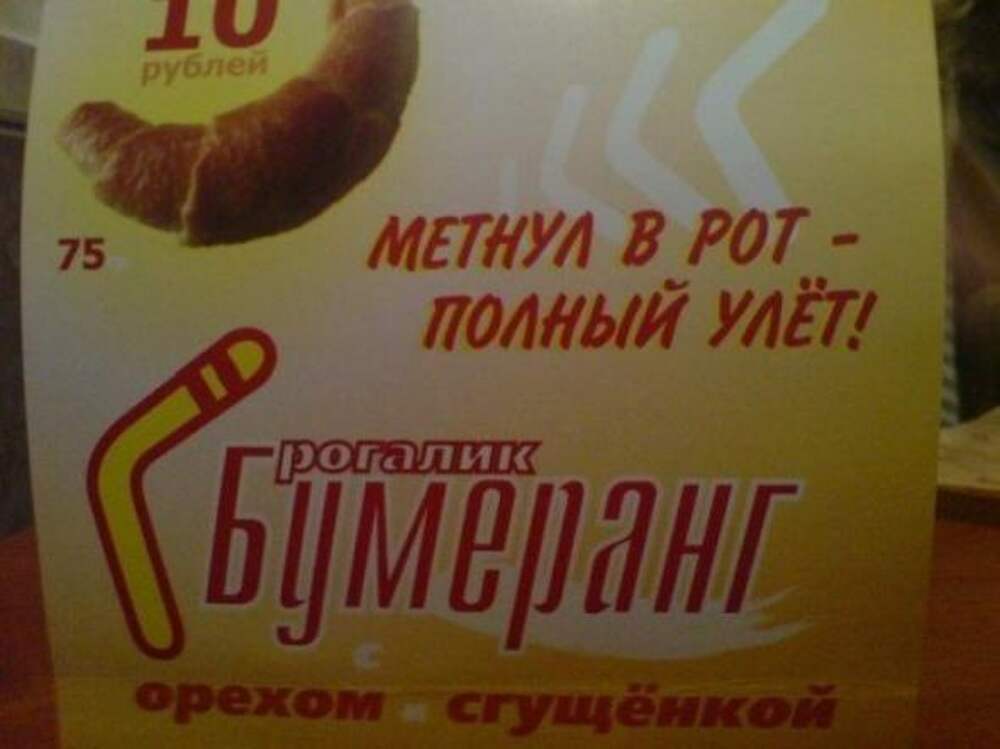 10
рублей
75
МЕТНУЛ В РОТ -
ПОЛНЫЙ УЛЁТ!
рогалик
Бумеранг
с
орехом и сгущёнкой